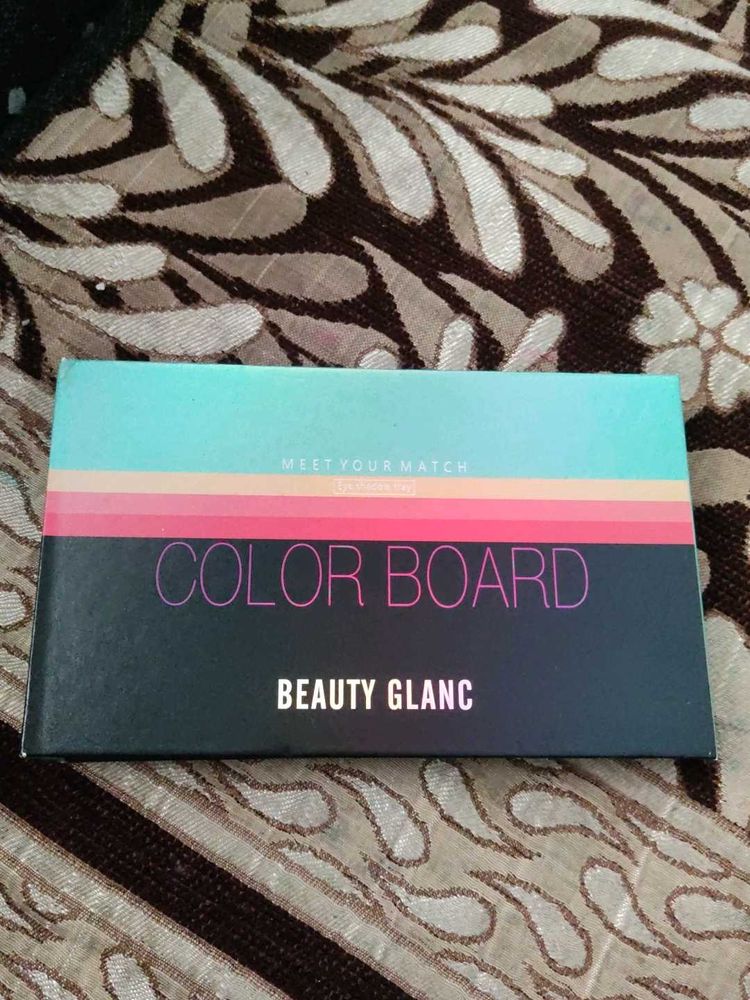 MEET YOUR MATCH
Eye shadow tray
COLOR BOARD
BEAUTY GLANC